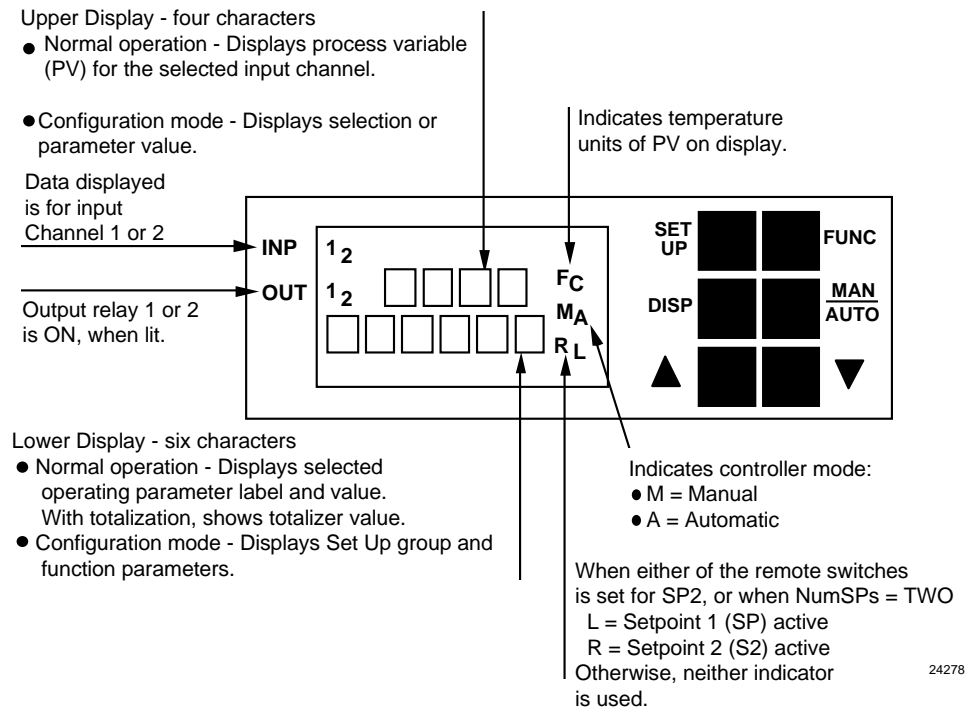 Upper Display - four characters
● Normal operation - Displays process variable
(PV) for the selected input channel.
● Configuration mode - Displays selection or
parameter value.
Indicates temperature
units of PV on display.
Data displayed
is for input
Channel 1 or 2
Output relay 1 or 2
is ON, when lit.
INP 1 2
OUT 1 2
F C
M A
R L
SET
UP
FUNC
DISP
MAN
AUTO
Lower Display - six characters
● Normal operation - Displays selected
operating parameter label and value.
With totalization, shows totalizer value.
● Configuration mode - Displays Set Up group and
function parameters.
Indicates controller mode:
● M = Manual
● A = Automatic
When either of the remote switches
is set for SP2, or when NumSPs = TWO
L = Setpoint 1 (SP) active
R = Setpoint 2 (S2) active
Otherwise, neither indicator
is used.
24278